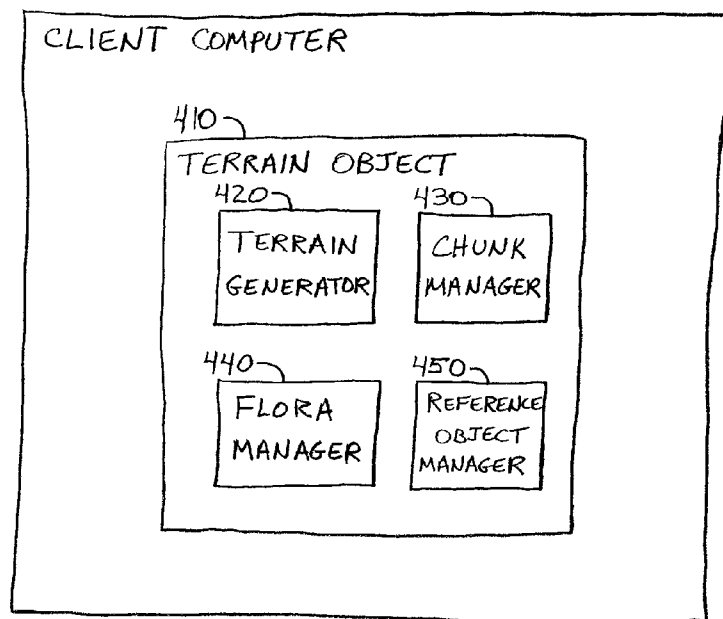 CLIENT COMPUTER
410
TERRAIN OBJECT
420
TERRAIN
GENERATOR
430
CHUNK
MANAGER
440
FLORA
MANAGER
450
REFERENCE
OBJECT
MANAGER